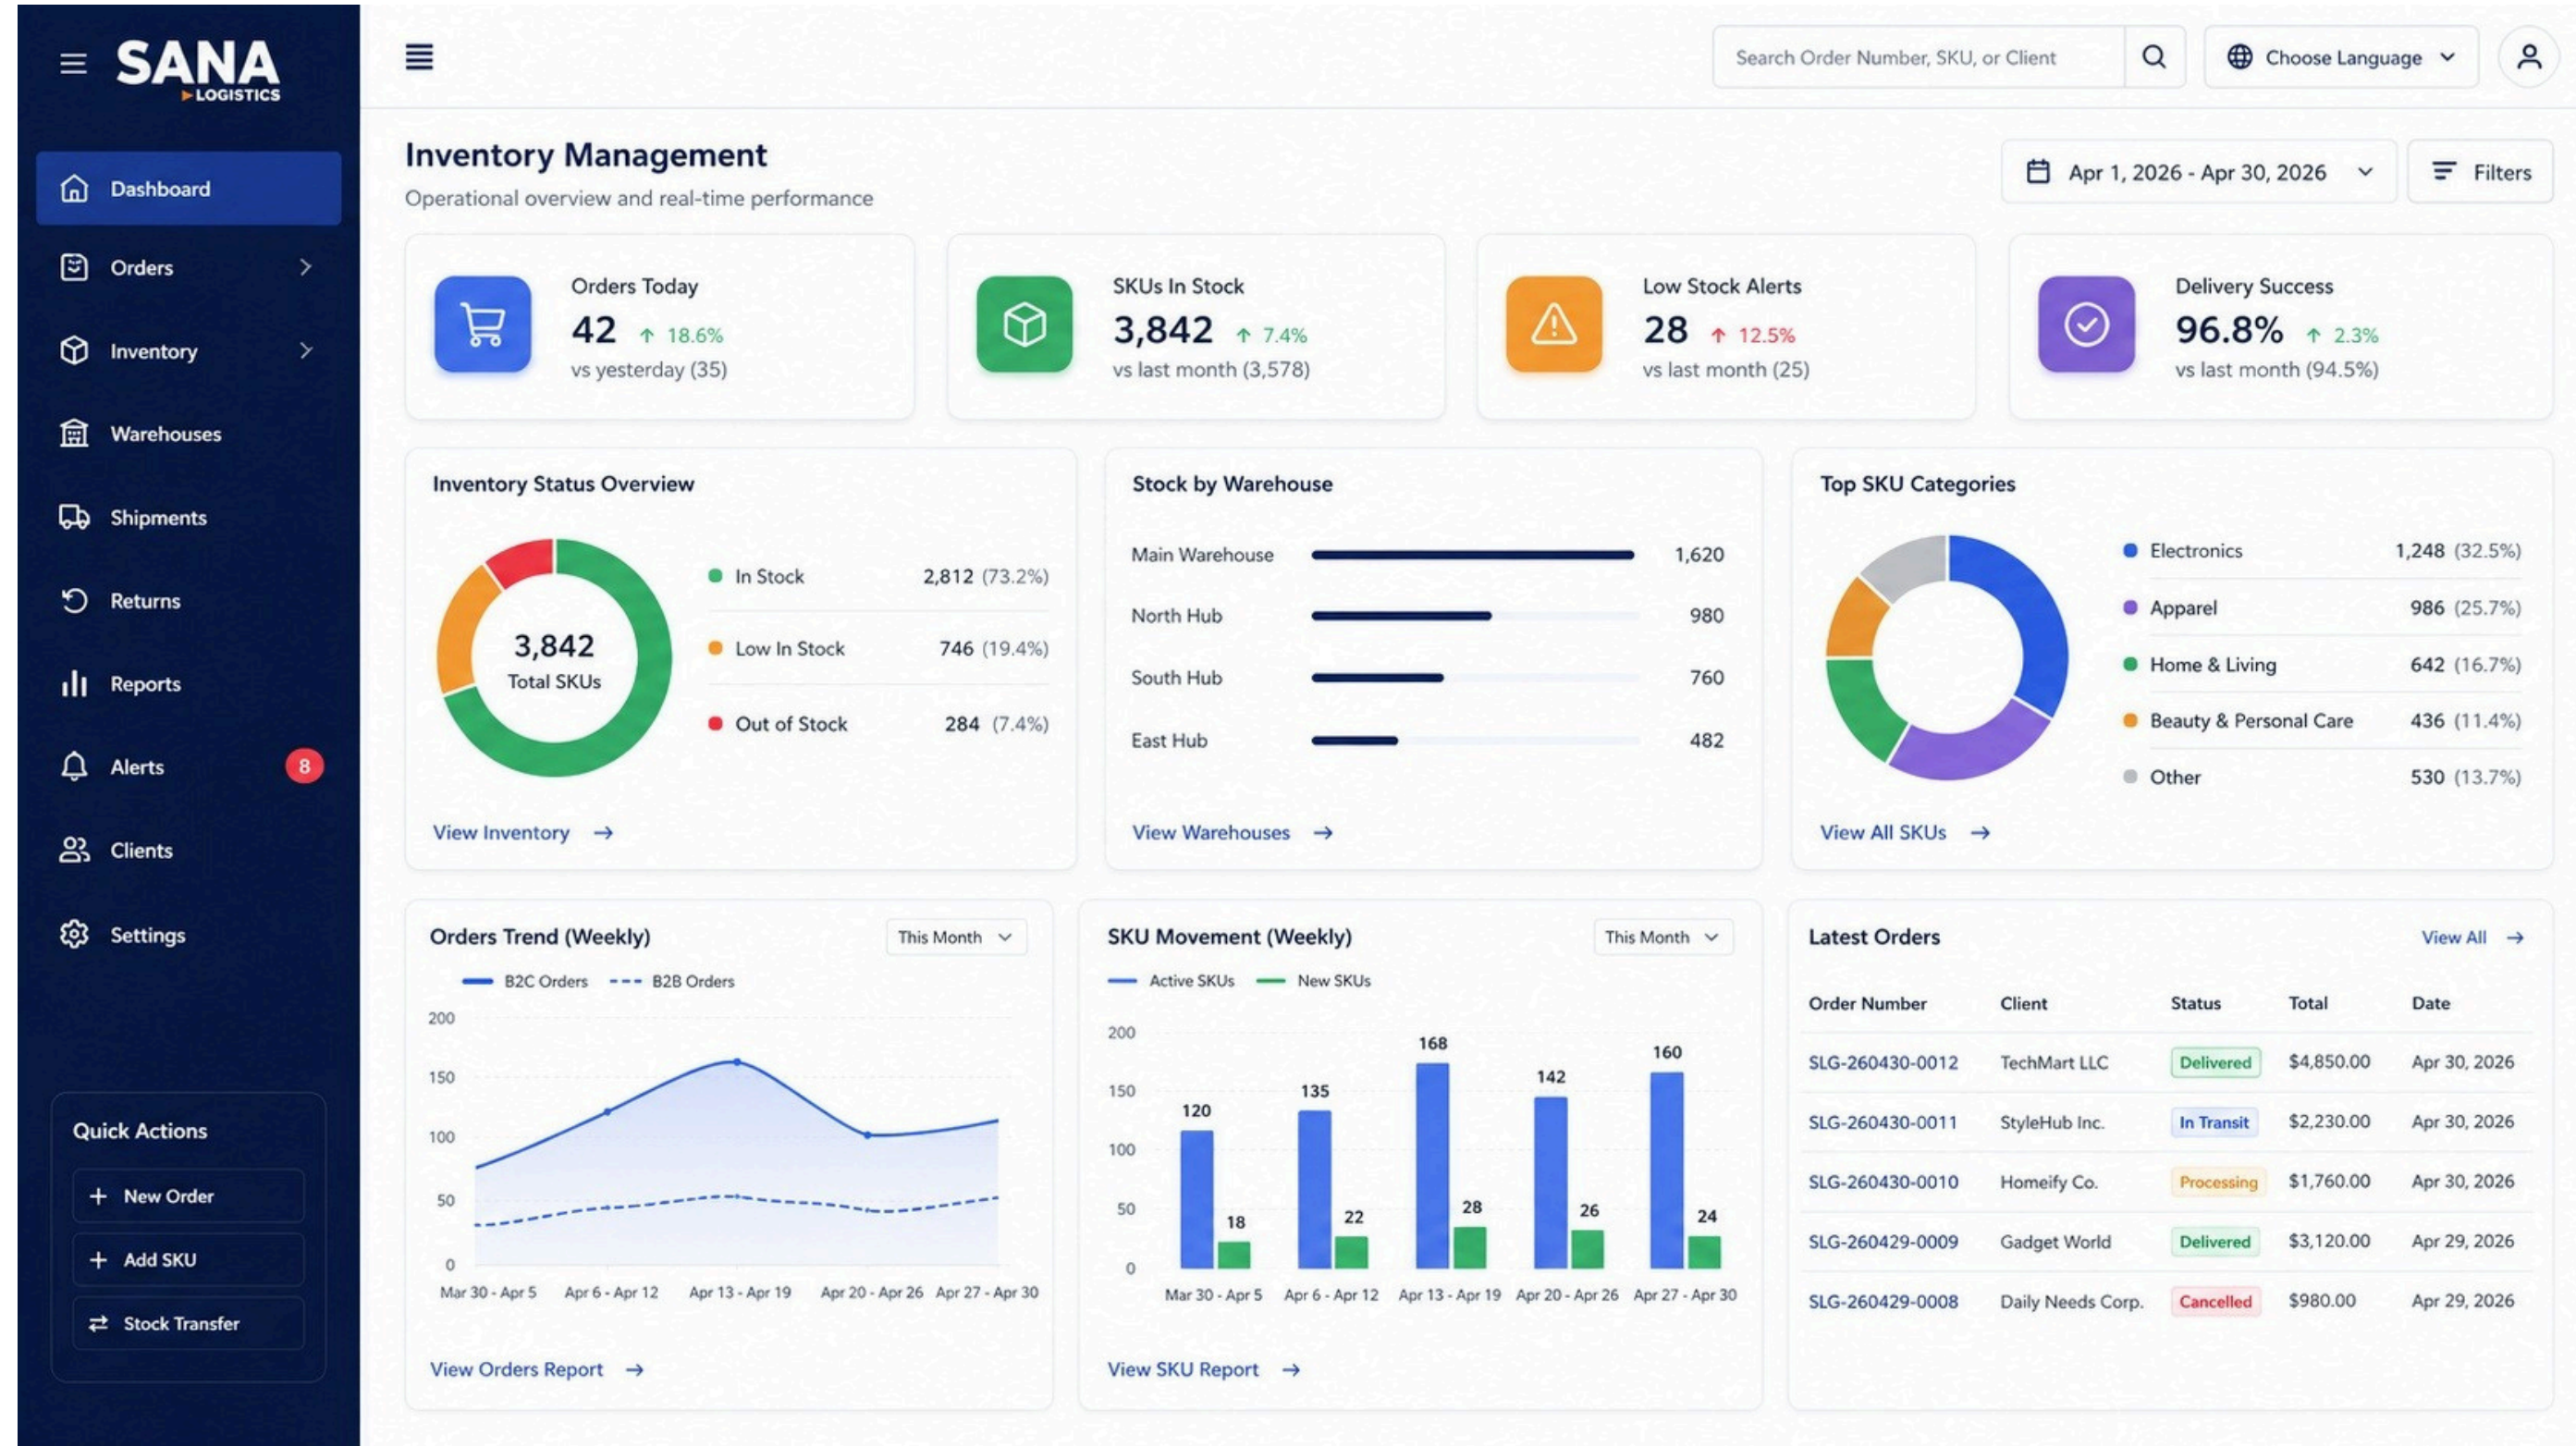 SANA
LOGISTICS
Dashboard
Orders
Inventory
Warehouses
Shipments
Returns
Reports
Alerts 8
Clients
Settings
Quick Actions
New Order
Add SKU
Stock Transfer
Search Order Number, SKU, or Client
Choose Language
Inventory Management
Operational overview and real-time performance
Apr 1, 2026 - Apr 30, 2026
Filters
Orders Today
42 ↑ 18.6%
vs yesterday (35)
SKUs In Stock
3,842 ↑ 7.4%
vs last month (3,578)
Low Stock Alerts
28 ↑ 12.5%
vs last month (25)
Delivery Success
96.8% ↑ 2.3%
vs last month (94.5%)
Inventory Status Overview
3,842
Total SKUs
In Stock 2,812 (73.2%)
Low In Stock 746 (19.4%)
Out of Stock 284 (7.4%)
View Inventory →
Stock by Warehouse
Main Warehouse 1,620
North Hub 980
South Hub 760
East Hub 482
View Warehouses →
Top SKU Categories
Electronics 1,248 (32.5%)
Apparel 986 (25.7%)
Home & Living 642 (16.7%)
Beauty & Personal Care 436 (11.4%)
Other 530 (13.7%)
View All SKUs →
Orders Trend (Weekly)
This Month
B2C Orders B2B Orders
200
150
100
50
0
Mar 30 - Apr 5 Apr 6 - Apr 12 Apr 13 - Apr 19 Apr 20 - Apr 26 Apr 27 - Apr 30
View Orders Report →
SKU Movement (Weekly)
This Month
Active SKUs New SKUs
200
150
100
50
0
120 18 135 22 168 28 142 26 160 24
Mar 30 - Apr 5 Apr 6 - Apr 12 Apr 13 - Apr 19 Apr 20 - Apr 26 Apr 27 - Apr 30
View SKU Report →
Latest Orders
View All →
Order Number Client Status Total Date
SLG-260430-0012 TechMart LLC Delivered $4,850.00 Apr 30, 2026
SLG-260430-0011 StyleHub Inc. In Transit $2,230.00 Apr 30, 2026
SLG-260430-0010 Homeify Co. Processing $1,760.00 Apr 30, 2026
SLG-260429-0009 Gadget World Delivered $3,120.00 Apr 29, 2026
SLG-260429-0008 Daily Needs Corp. Cancelled $980.00 Apr 29, 2026